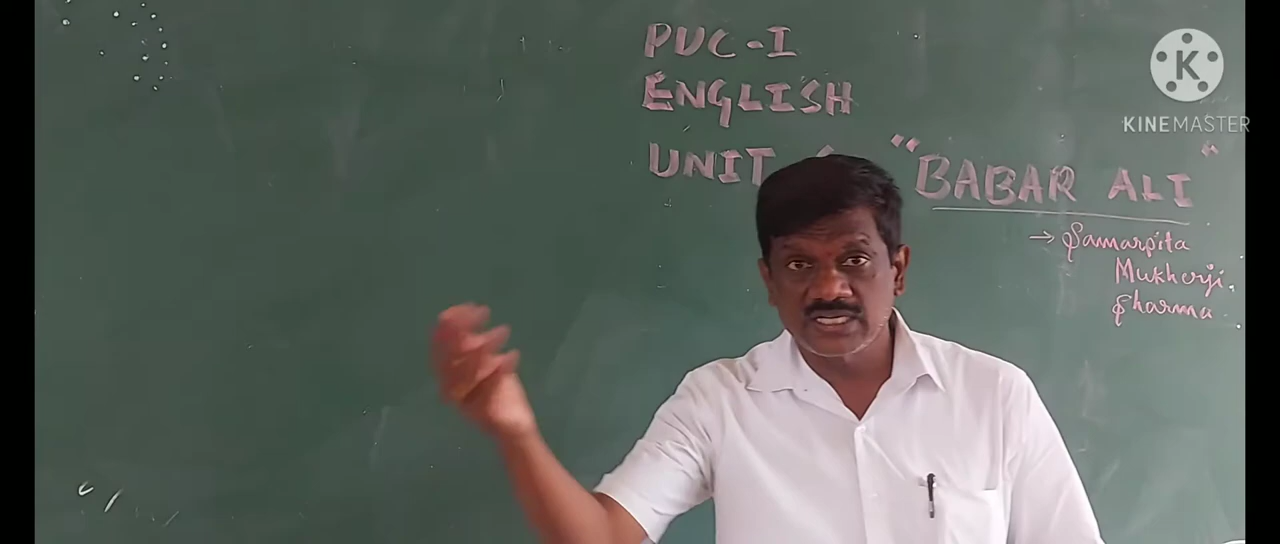 PUC-I
ENGLISH
UNIT
"BABAR ALI"
→ Samarpita
Mukherji
Sharma
K
KINEMASTER